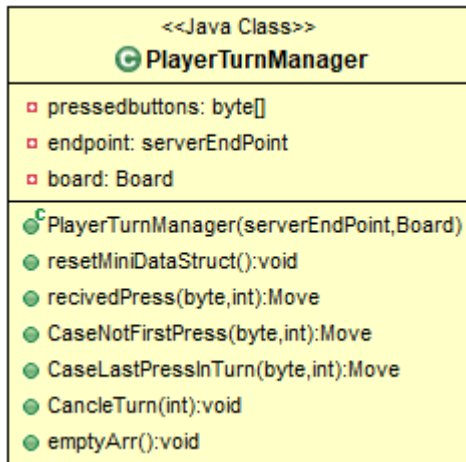 <<Java Class>>
C PlayerTurnManager
pressedbuttons: byte[]
endpoint: serverEndPoint
board: Board
C PlayerTurnManager(serverEndPoint,Board)
resetMiniDataStruct():void
recivedPress(byte,int):Move
CaseNotFirstPress(byte,int):Move
CaseLastPressInTurn(byte,int):Move
CancleTurn(int):void
emptyArr():void